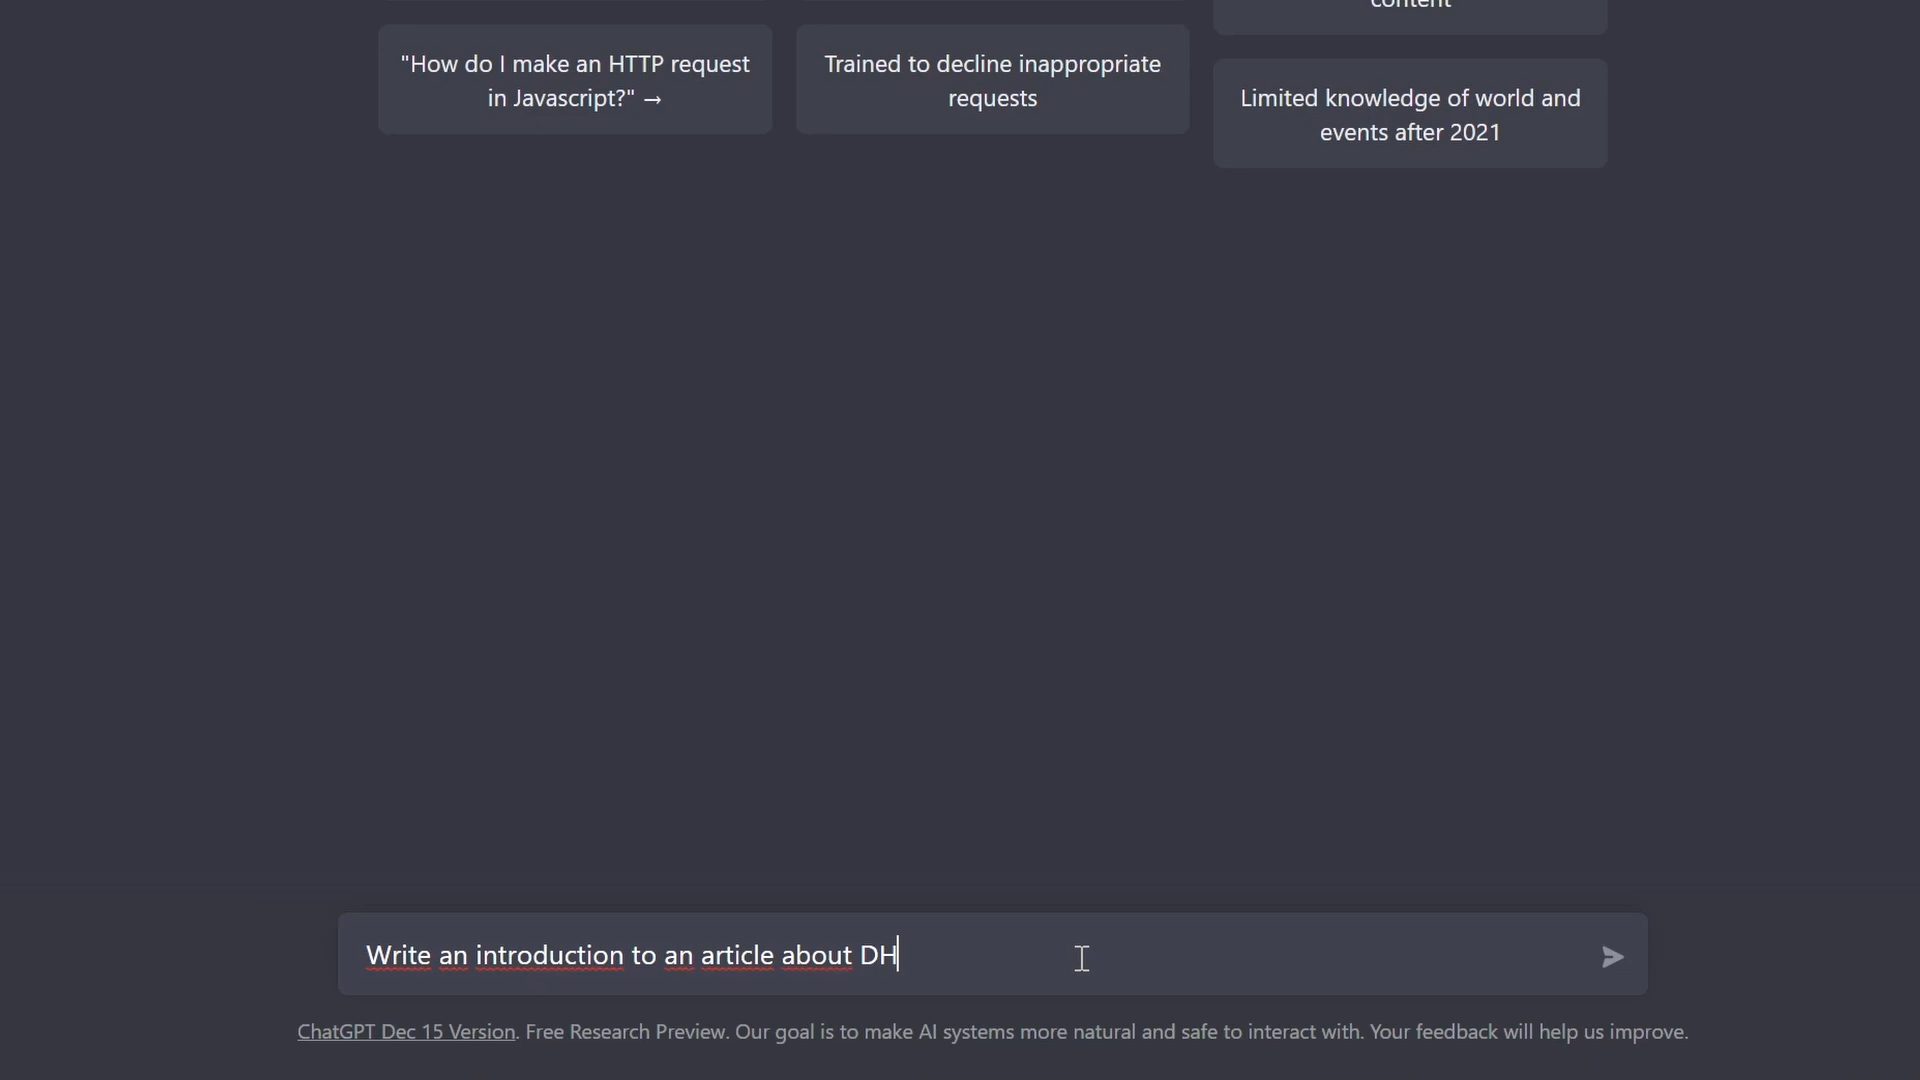 content
"How do I make an HTTP request
in Javascript?" →
Trained to decline inappropriate
requests
Limited knowledge of world and
events after 2021
Write an introduction to an article about DH
ChatGPT Dec 15 Version. Free Research Preview. Our goal is to make AI systems more natural and safe to interact with. Your feedback will help us improve.